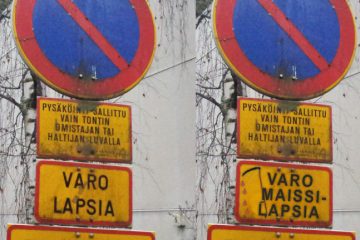 PYSÄKÖINTI SALLITTU
VAIN TONTIN
OMISTAJAN TAI
HALTIJAN LUVALLA
VARO
LAPSIA
PYSÄKÖINTI SALLITTU
VAIN TONTIN
OMISTAJAN TAI
HALTIJAN LUVALLA
VARO
MAISSI-
LAPSIA